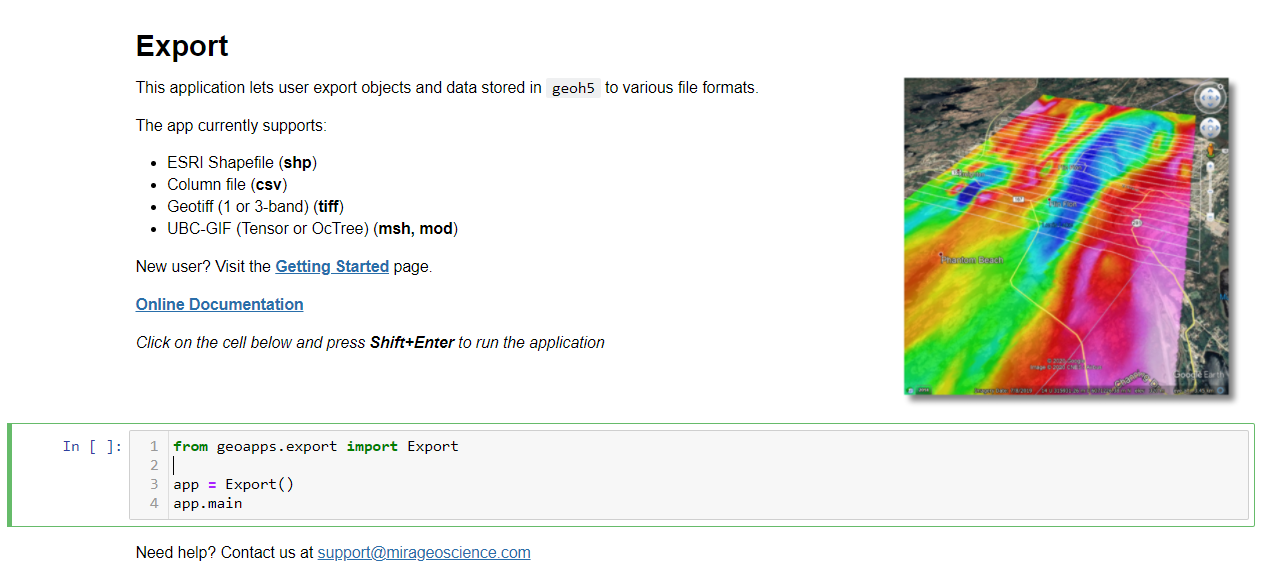 Export
This application lets user export objects and data stored in geoh5 to various file formats.
The app currently supports:
• ESRI Shapefile (shp)
• Column file (csv)
• Geotiff (1 or 3-band) (tiff)
• UBC-GIF (Tensor or OcTree) (msh, mod)
New user? Visit the Getting Started page.
Online Documentation
Click on the cell below and press Shift+Enter to run the application
Phantom Beach
Google Earth
In [ ]:
1 from geoapps.export import Export
2
3 app = Export()
4 app.main
Need help? Contact us at support@mirageoscience.com